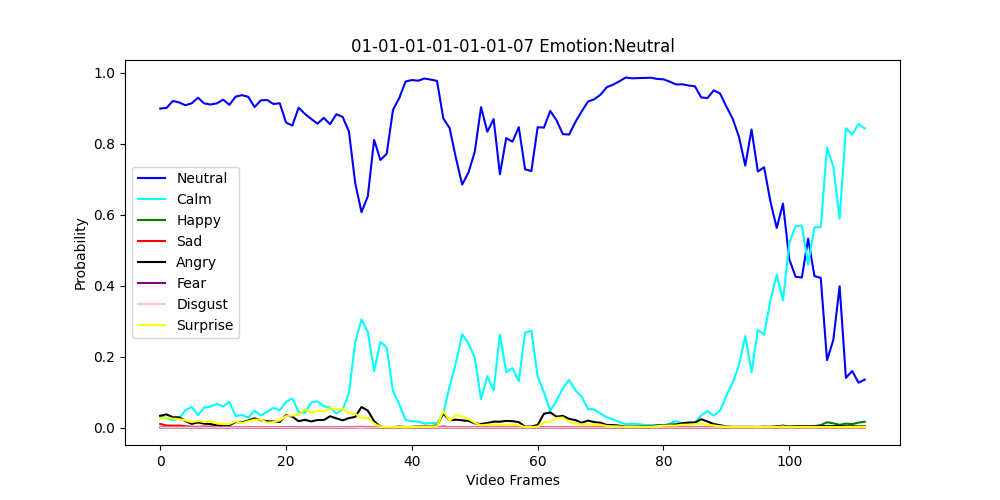 01-01-01-01-01-01-07 Emotion:Neutral
1.0
0.8
0.6
0.4
0.2
0.0
Probability
Neutral
Calm
Happy
Sad
Angry
Fear
Disgust
Surprise
0 20 40 60 80 100
Video Frames